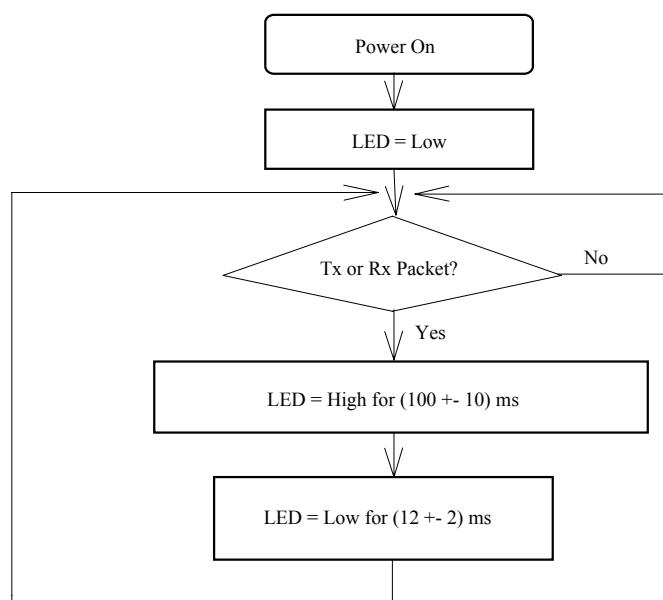 Power On
LED = Low
Tx or Rx Packet?
No
Yes
LED = High for (100 +- 10) ms
LED = Low for (12 +- 2) ms